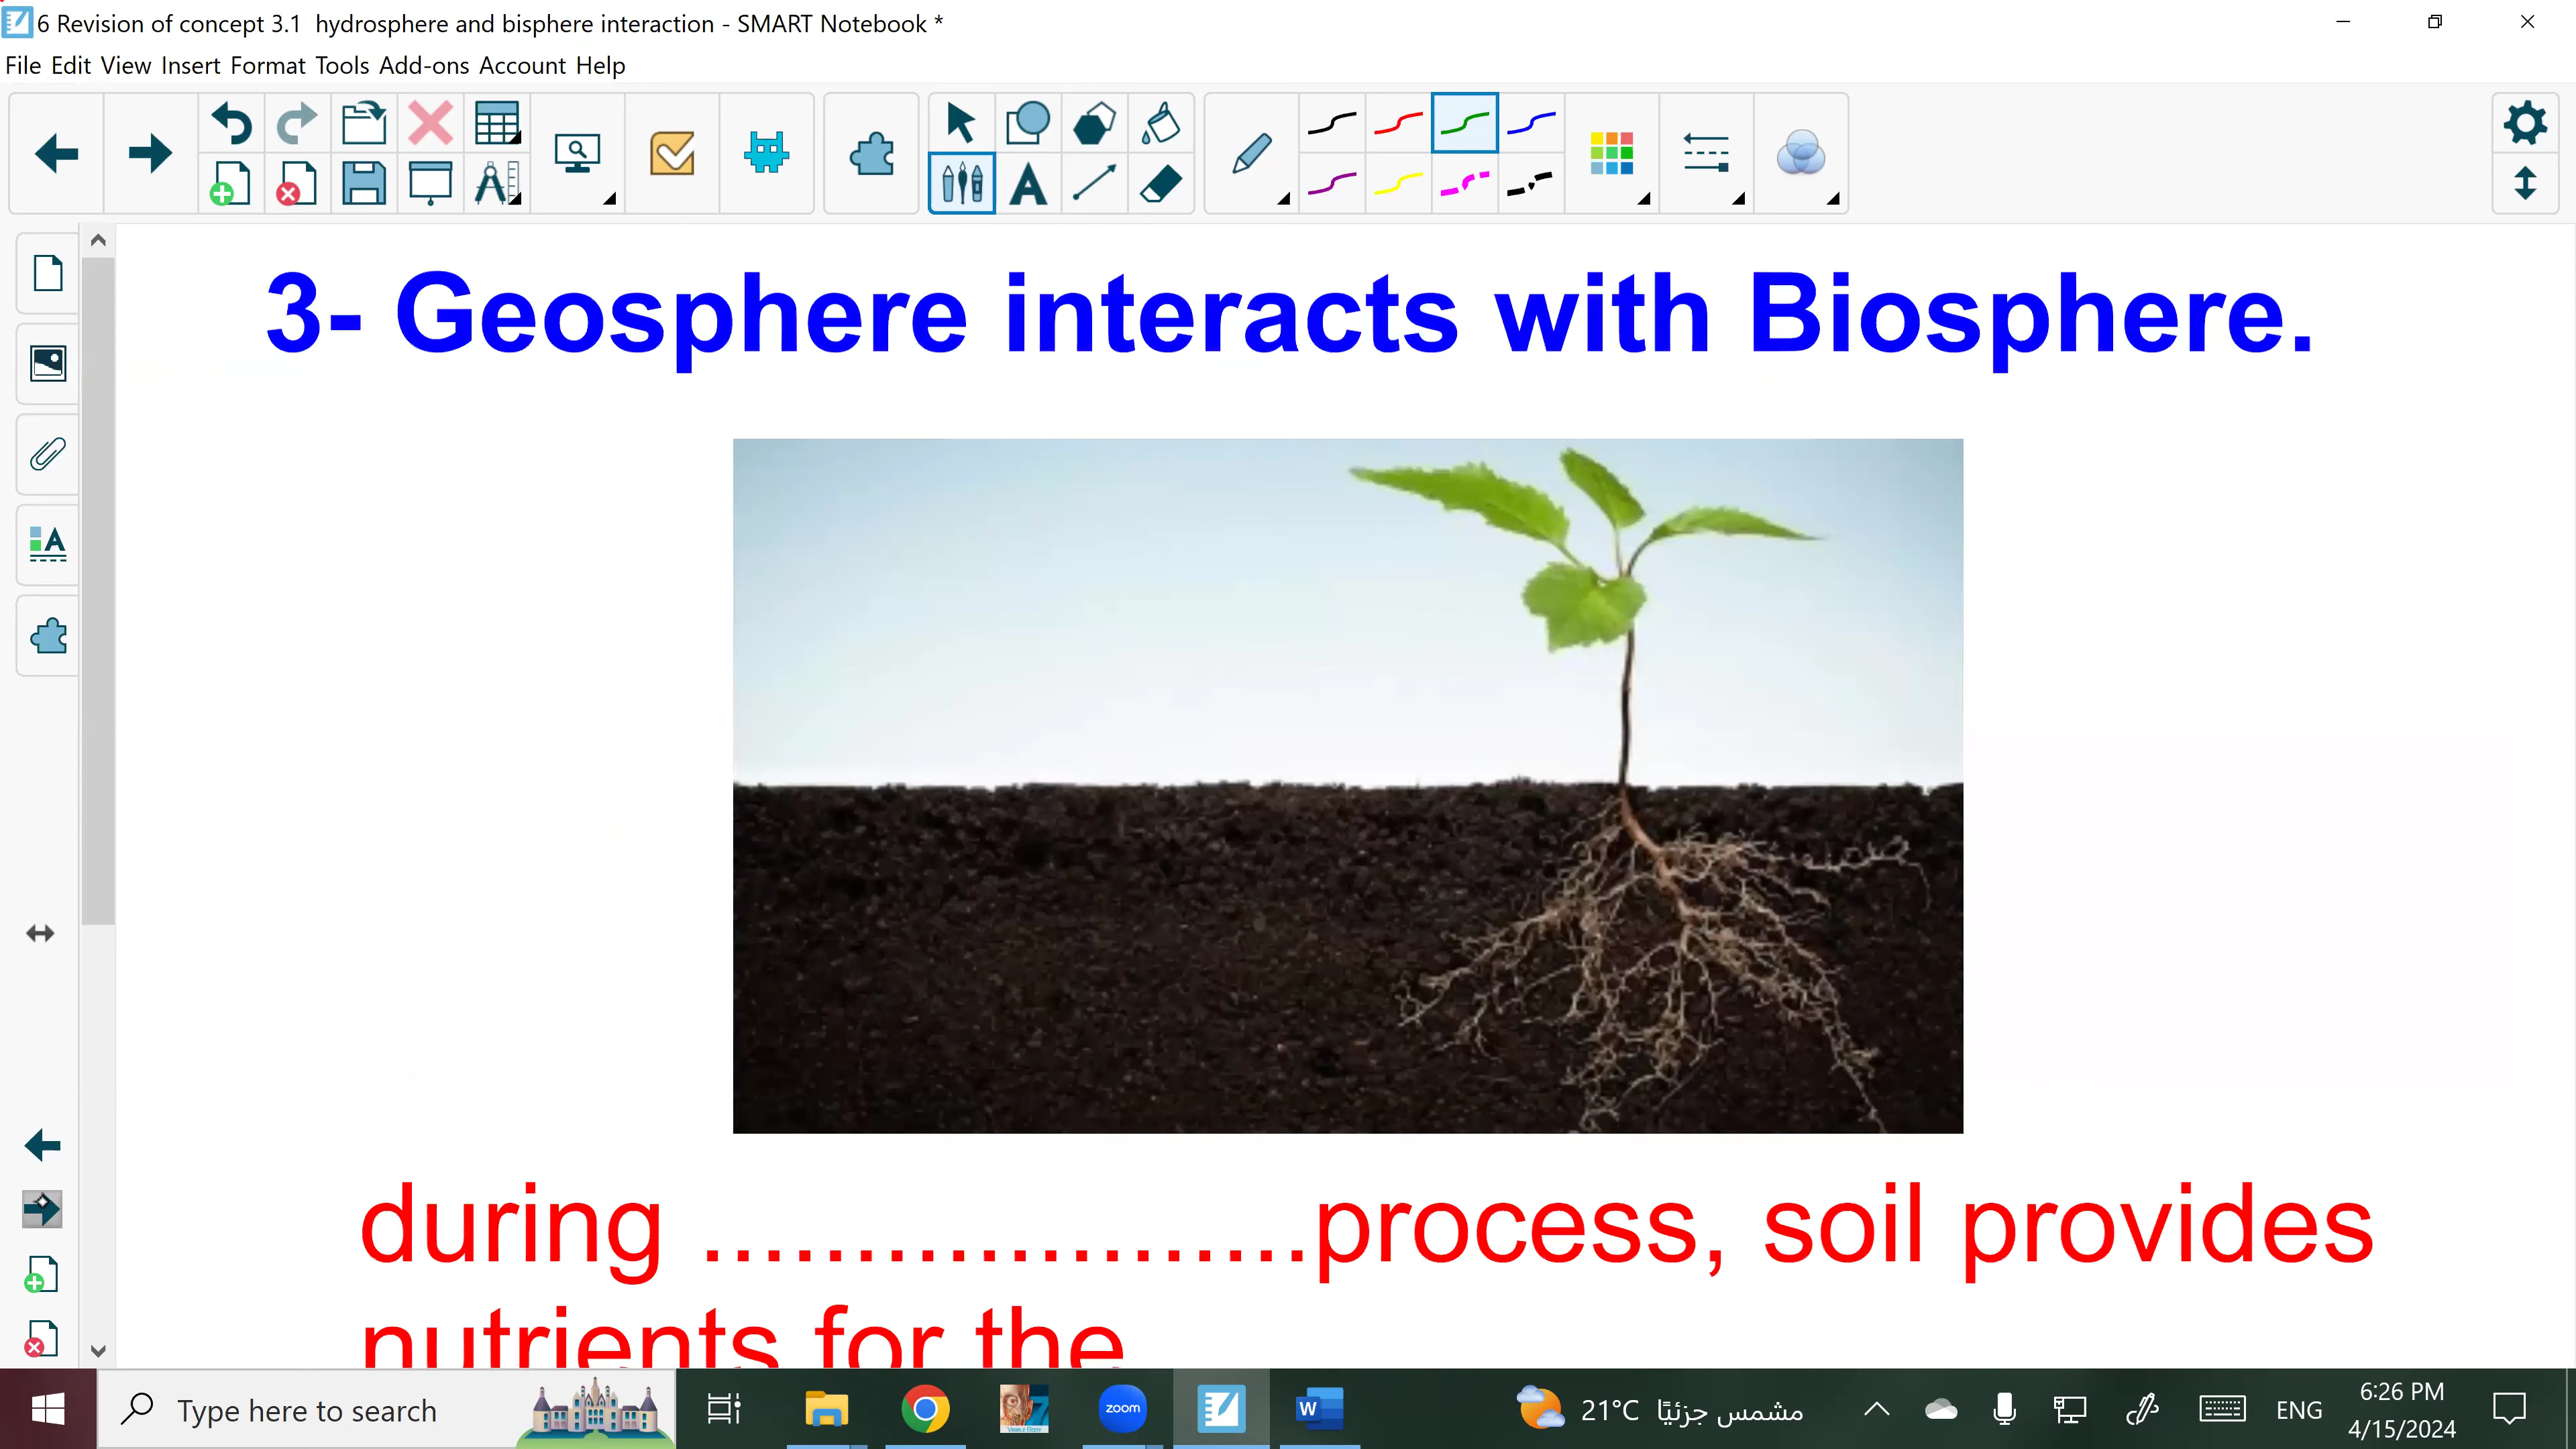 6 Revision of concept 3.1  hydrosphere and bisphere interaction - SMART Notebook *
File Edit View Insert Format Tools Add-ons Account Help
3- Geosphere interacts with Biosphere.
during ....................process, soil provides
nutrients for the
Type here to search
zoom
W
21°C مشمس جزئيًا
ENG
6:26 PM
4/15/2024